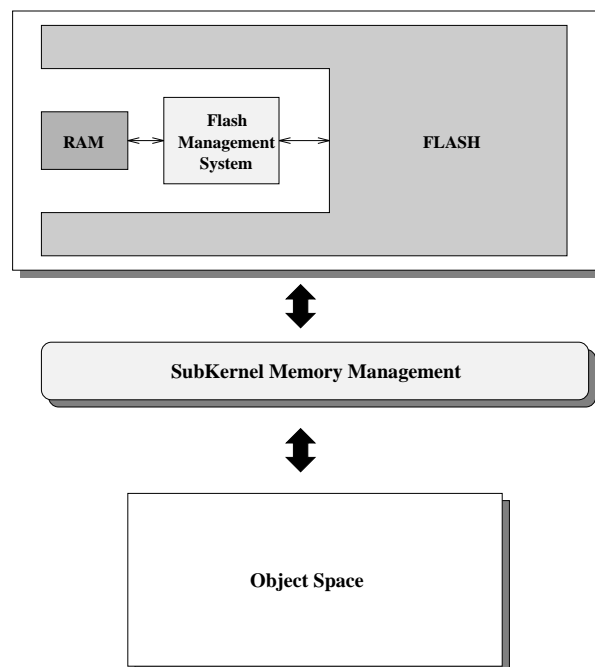 RAM
Flash
Management
System
FLASH
SubKernel Memory Management
Object Space